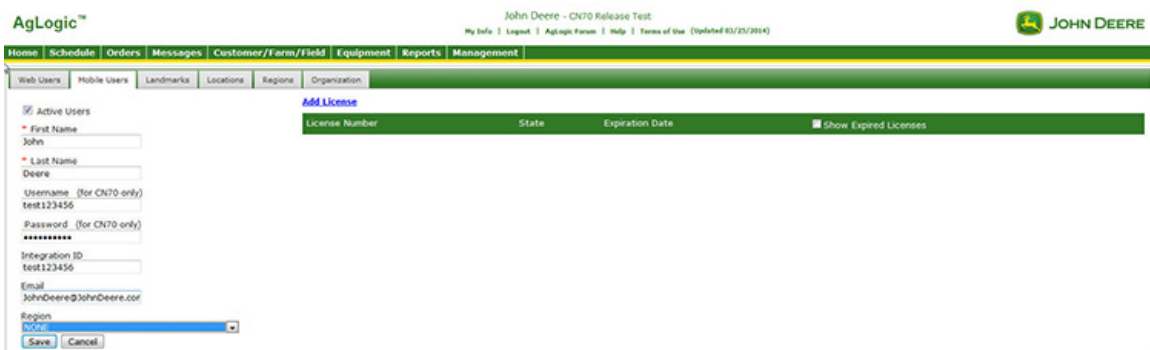 AgLogic™
John Deere - CN70 Release Test
My Info | Logout | AgLogic Forum | Help | Terms of Use (Updated 03/25/2014)
JOHN DEERE
Home | Schedule | Orders | Messages | Customer/Farm/Field | Equipment | Reports | Management
Web Users Mobile Users Landmarks Locations Regions Organization
Active Users
* First Name
John
* Last Name
Deere
Username (for CN70 only)
test123456
Password (for CN70 only)
••••••••••
Integration ID
test123456
Email
JohnDeere@JohnDeere.cor
Region
NONE
Save Cancel
Add License
License Number State Expiration Date Show Expired Licenses